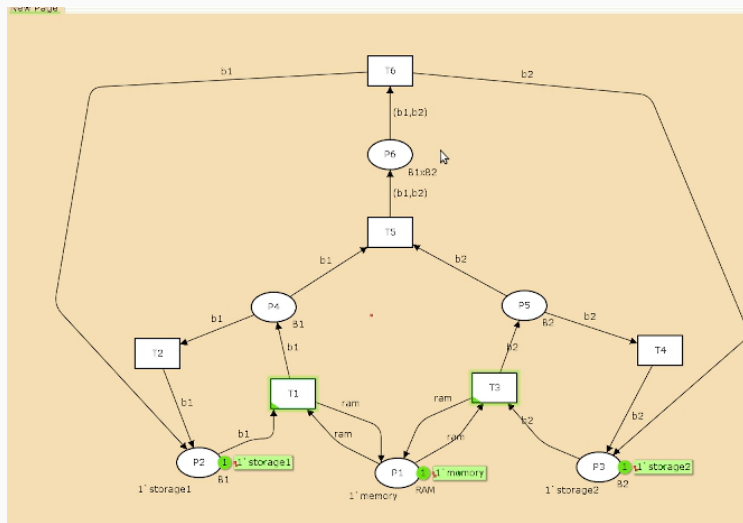 New Page
T6
b1
b2
(b1,b2)
P6
B1xB2
(b1,b2)
T5
b1
b2
P4
B1
P5
B2
b1
b2
T2
b1
b2
T4
T1
T3
b1
ram
ram
b2
b1
ram
ram
b2
P2
1
1`storage1
B1
1`storage1
P1
1
1`memory
RAM
1`memory
P3
1
1`storage2
B2
1`storage2